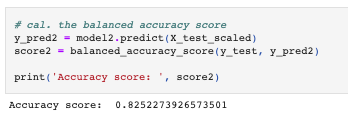 # cal. the balanced accuracy score
y_pred2 = model2.predict(X_test_scaled)
score2 = balanced_accuracy_score(y_test, y_pred2)
print('Accuracy score: ', score2)
Accuracy score:  0.8252273926573501